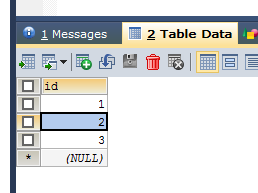 1 Messages
2 Table Data
id
1
2
3
* (NULL)